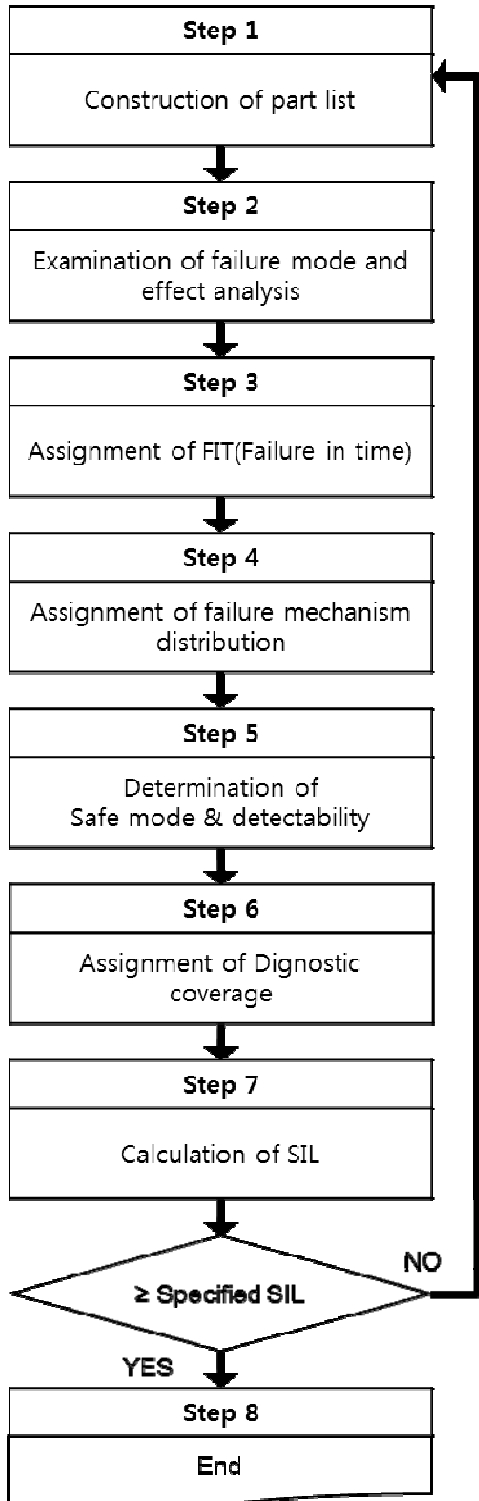 Step 1
Construction of part list
Step 2
Examination of failure mode and
effect analysis
Step 3
Assignment of FIT(Failure in time)
Step 4
Assignment of failure mechanism
distribution
Step 5
Determination of
Safe mode & detectability
Step 6
Assignment of Dignostic
coverage
Step 7
Calculation of SIL
≥ Specified SIL
NO
YES
Step 8
End